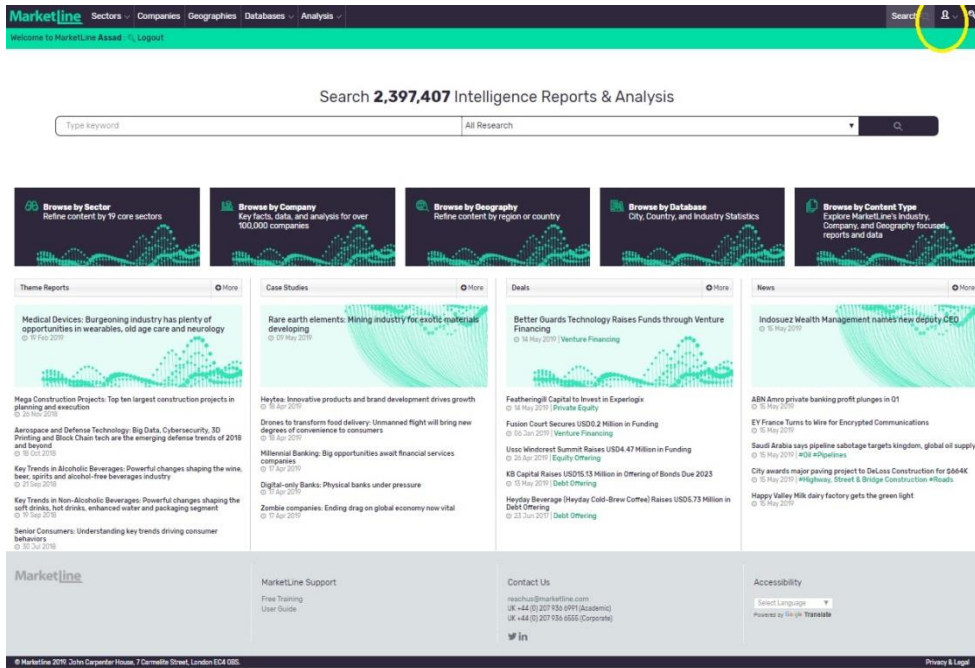 Marketline Sectors Companies Geographies Databases Analysis Search
Welcome to MarketLine Assad : Logout
Search 2,397,407 Intelligence Reports & Analysis
Type keyword All Research
Browse by Sector
Refine content by 19 core sectors
Browse by Company
Key facts, data, and analysis for over
100,000 companies
Browse by Geography
Refine content by region or country
Browse by Database
City, Country, and Industry Statistics
Browse by Content Type
Explore MarketLine's Industry,
Company, and Geography focused
reports and data
Theme Reports More
Medical Devices: Burgeoning industry has plenty of
opportunities in wearables, old age care and neurology
19 Feb 2019
Mega Construction Projects: Top ten largest construction projects in
planning and execution
26 Nov 2018
Aerospace and Defense Technology: Big Data, Cybersecurity, 3D
Printing and Block Chain tech are the emerging defense trends of 2018
and beyond
18 Oct 2018
Key Trends in Alcoholic Beverages: Powerful changes shaping the wine,
beer, spirits and alcohol-free beverages industry
21 Sep 2018
Key Trends in Non-Alcoholic Beverages: Powerful changes shaping the
soft drinks, hot drinks, enhanced water and packaging segment
19 Sep 2018
Senior Consumers: Understanding key trends driving consumer
behaviors
30 Jul 2018
Case Studies More
Rare earth elements: Mining industry for exotic materials
developing
09 May 2019
Heytea: Innovative products and brand development drives growth
18 Apr 2019
Drones to transform food delivery: Unmanned flight will bring new
degrees of convenience to consumers
18 Apr 2019
Millennial Banking: Big opportunities await financial services
companies
17 Apr 2019
Digital-only Banks: Physical banks under pressure
17 Apr 2019
Zombie companies: Ending drag on global economy now vital
17 Apr 2019
Deals More
Better Guards Technology Raises Funds through Venture
Financing
14 May 2019 | Venture Financing
Featheringill Capital to Invest in Experlogix
14 May 2019 | Private Equity
Fusion Court Secures USD0.2 Million in Funding
06 Jan 2019 | Venture Financing
Ussc Windcrest Summit Raises USD4.47 Million in Funding
26 Apr 2019 | Equity Offering
KB Capital Raises USD15.13 Million in Offering of Bonds Due 2023
13 May 2019 | Debt Offering
Heyday Beverage (Heyday Cold-Brew Coffee) Raises USD5.73 Million in
Debt Offering
23 Jun 2017 | Debt Offering
News More
Indosuez Wealth Management names new deputy CEO
15 May 2019
ABN Amro private banking profit plunges in Q1
15 May 2019
EY France Turns to Wire for Encrypted Communications
15 May 2019
Saudi Arabia says pipeline sabotage targets kingdom, global oil supply
15 May 2019 | #Oil #Pipelines
City awards major paving project to DeLoss Construction for $664K
15 May 2019 | #Highway, Street & Bridge Construction #Roads
Happy Valley Milk dairy factory gets the green light
15 May 2019
Marketline
MarketLine Support
Free Training
User Guide
Contact Us
reachus@marketline.com
UK +44 (0) 207 936 6991 (Academic)
UK +44 (0) 207 936 6555 (Corporate)
Accessibility
Select Language
Powered by Google Translate
© Marketline 2019. John Carpenter House, 7 Carmelite Street, London EC4 0BS. Privacy & Legal